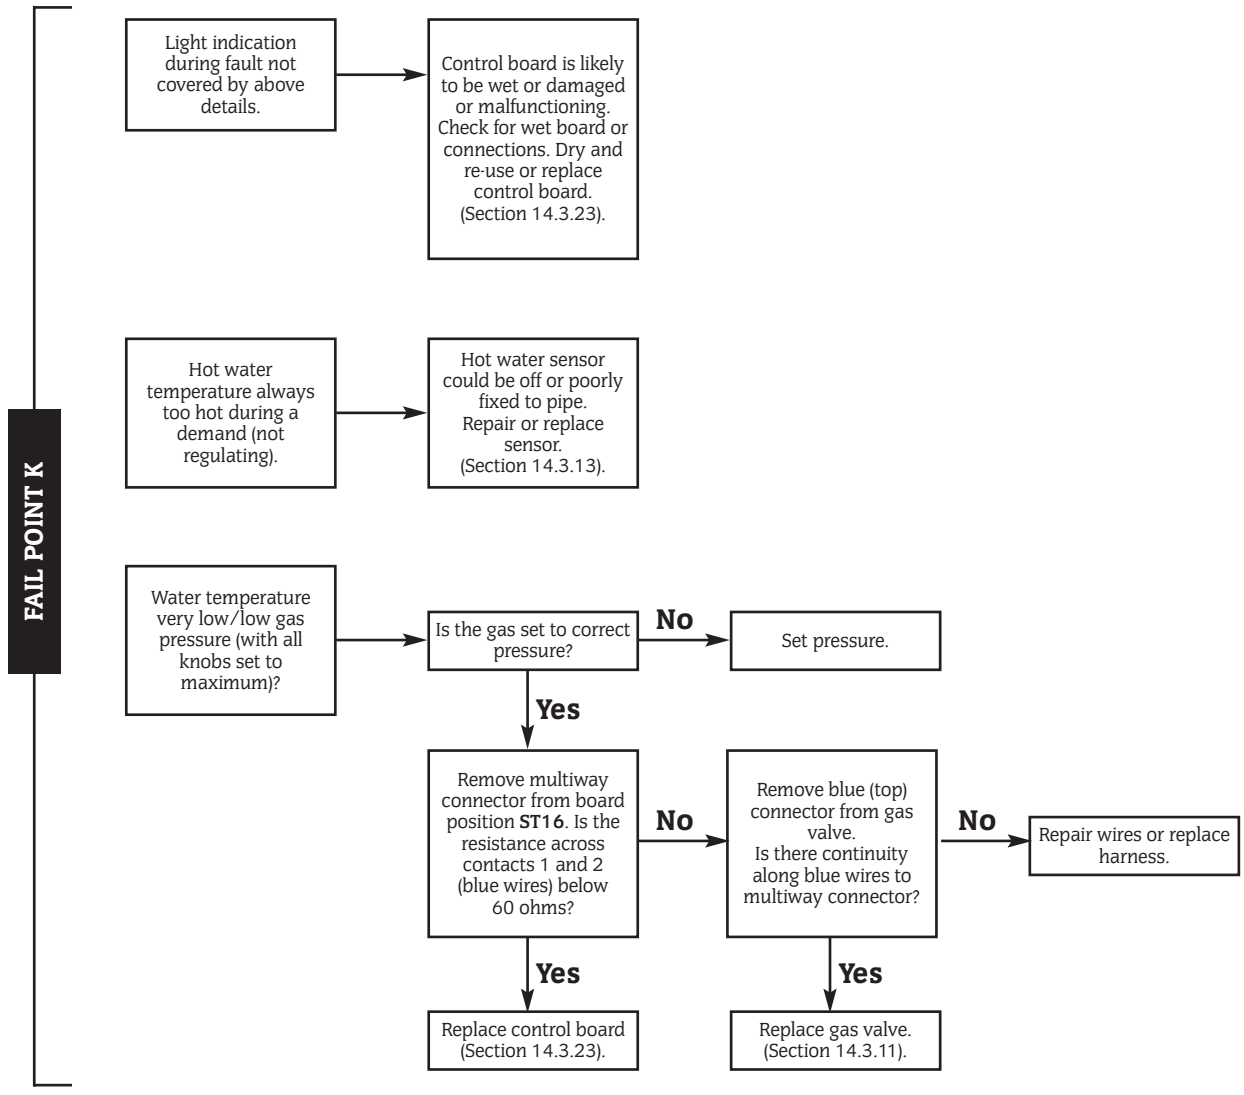 FAIL POINT K
Light indication
during fault not
covered by above
details.
Control board is likely
to be wet or damaged
or malfunctioning.
Check for wet board or
connections. Dry and
re-use or replace
control board.
(Section 14.3.23).
Hot water
temperature always
too hot during a
demand (not
regulating).
Hot water sensor
could be off or poorly
fixed to pipe.
Repair or replace
sensor.
(Section 14.3.13).
Water temperature
very low/low gas
pressure (with all
knobs set to
maximum)?
Is the gas set to correct
pressure?
No
Set pressure.
Yes
Remove multiway
connector from board
position ST16. Is the
resistance across
contacts 1 and 2
(blue wires) below
60 ohms?
No
Remove blue (top)
connector from gas
valve.
Is there continuity
along blue wires to
multiway connector?
No
Repair wires or replace
harness.
Yes
Replace control board
(Section 14.3.23).
Yes
Replace gas valve.
(Section 14.3.11).